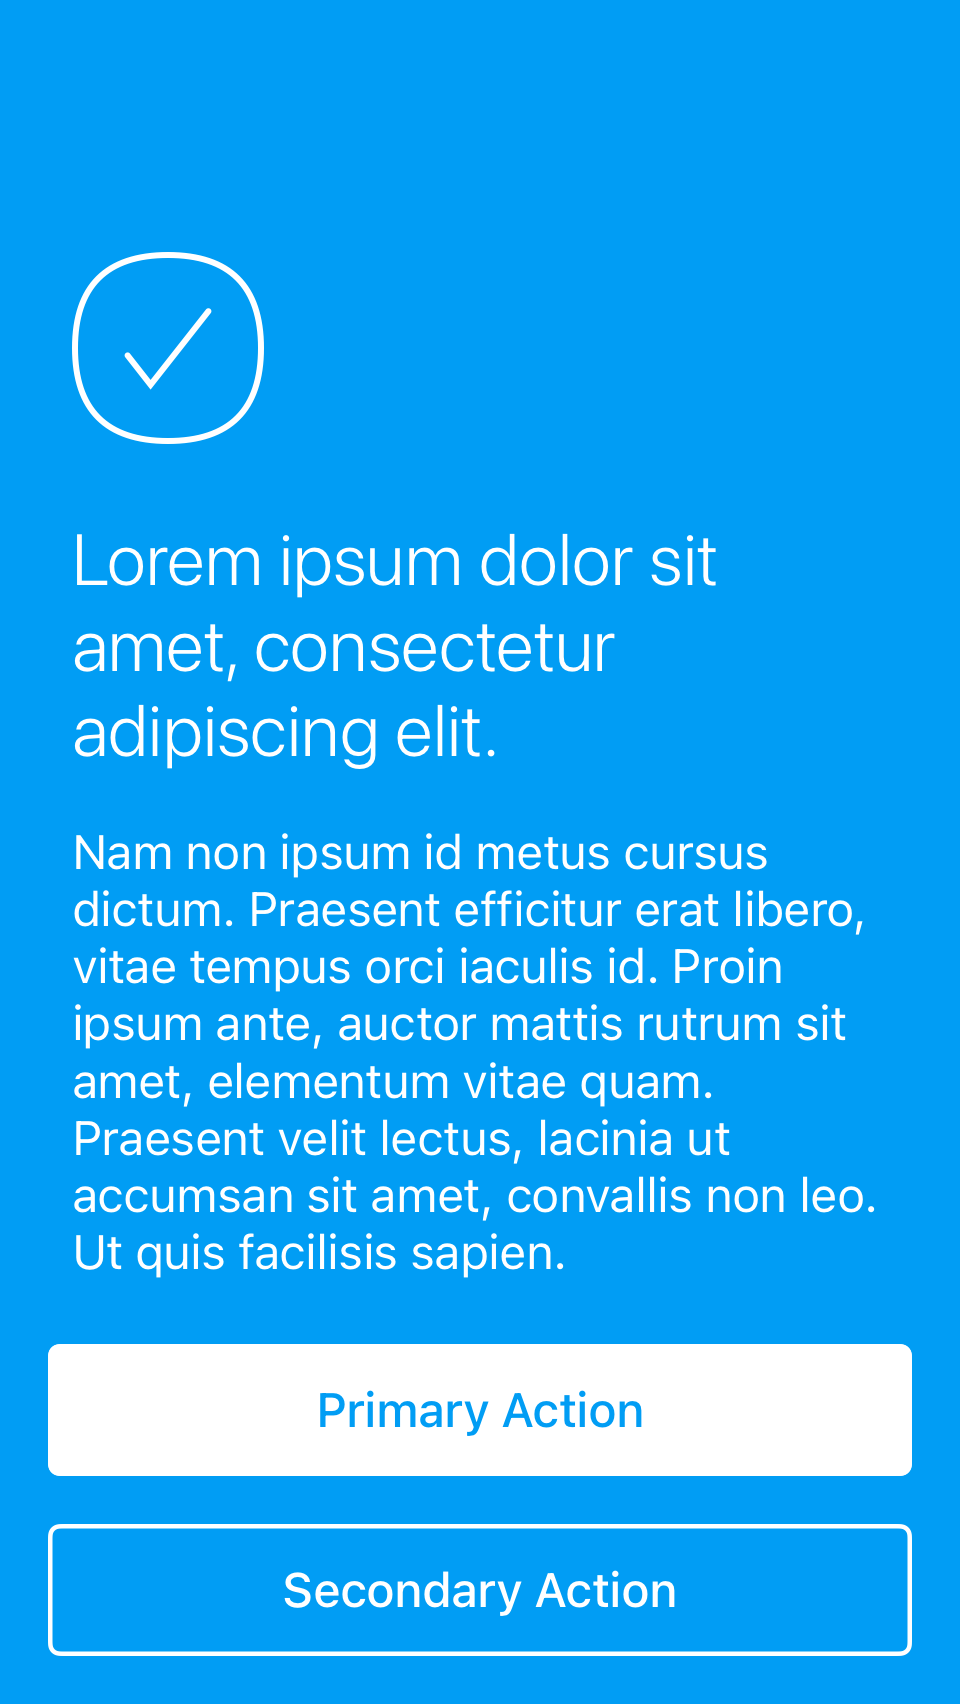 Lorem ipsum dolor sit
amet, consectetur
adipiscing elit.
Nam non ipsum id metus cursus
dictum. Praesent efficitur erat libero,
vitae tempus orci iaculis id. Proin
ipsum ante, auctor mattis rutrum sit
amet, elementum vitae quam.
Praesent velit lectus, lacinia ut
accumsan sit amet, convallis non leo.
Ut quis facilisis sapien.
Primary Action
Secondary Action